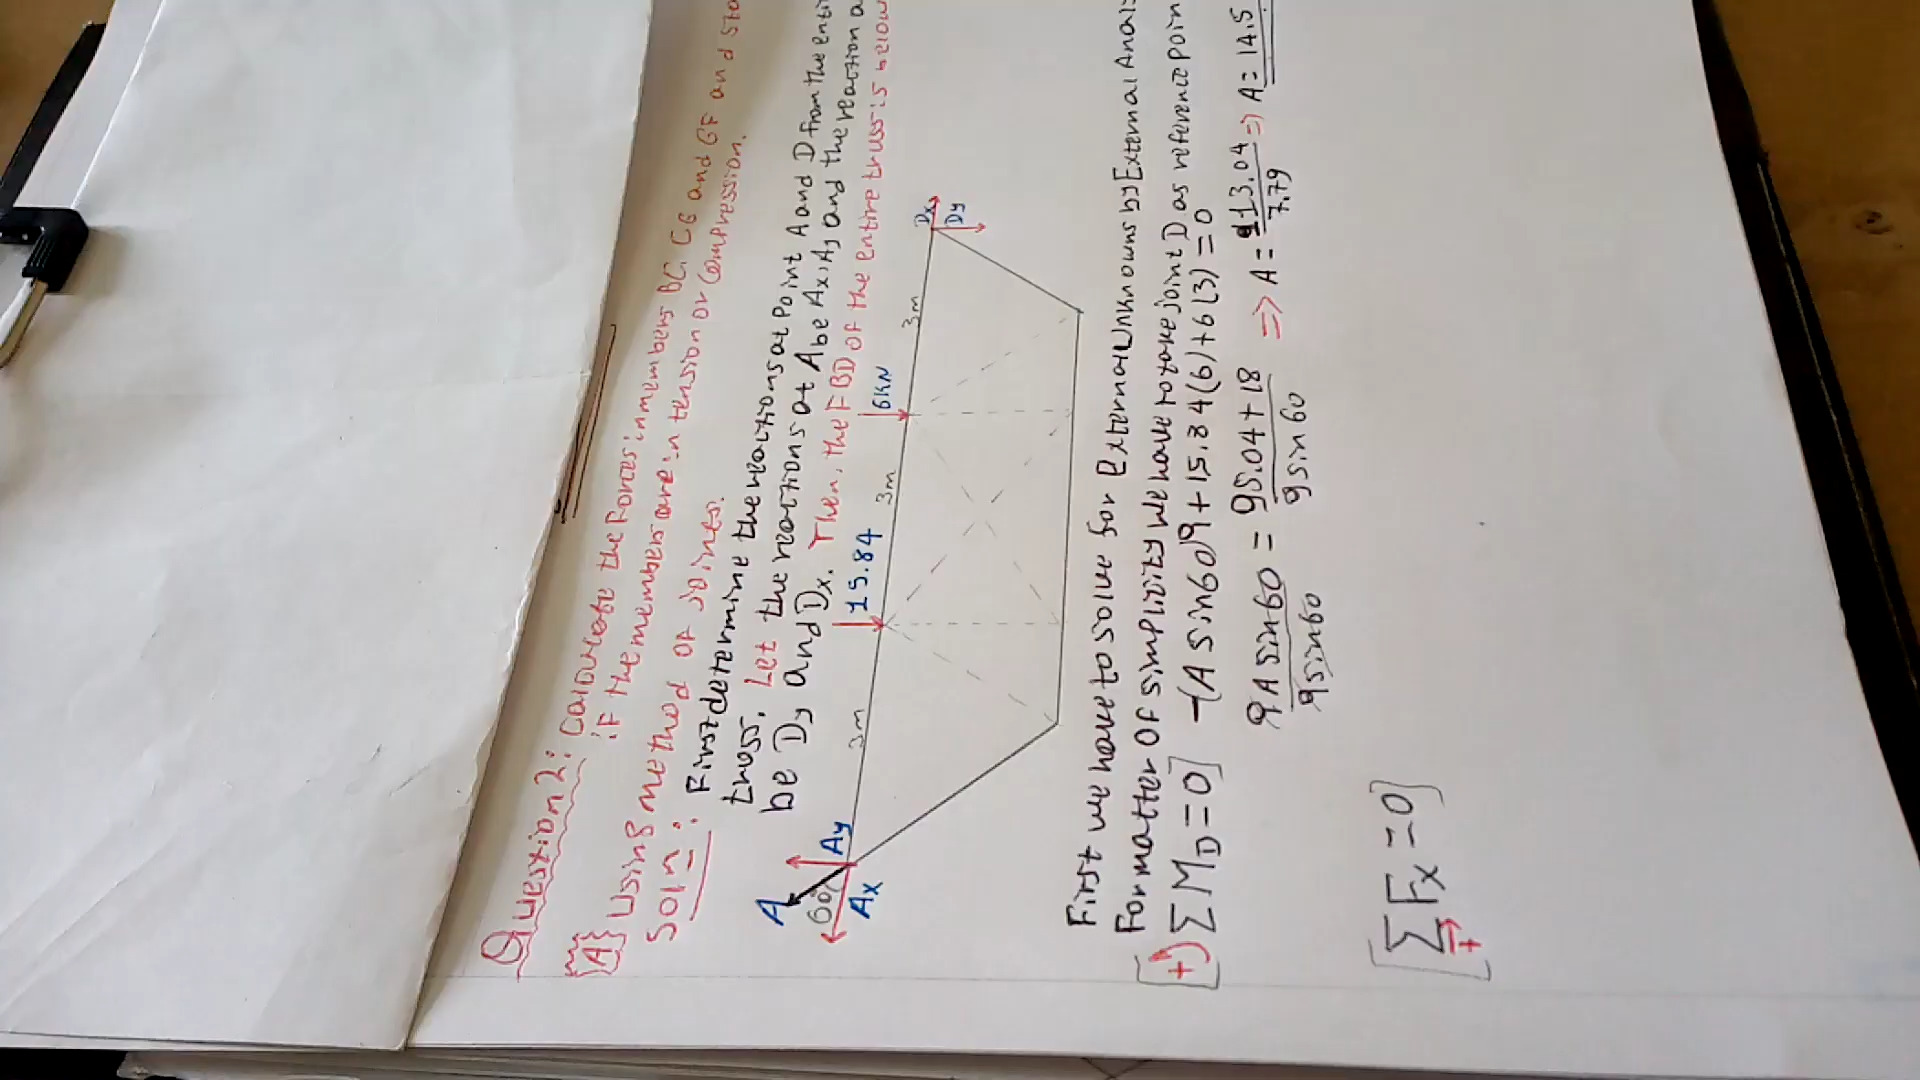 Question 2: Calculate the Forces in members BC, CG and GF and sta
if the members are in tension or Compression.
[A] Using method of joints.
Soln: First determine the reactions at Point A and D from the enti
truss. Let the reactions at A be Ax, Ay and the reaction a
be Dy and Dx. Then, the FBD of the entire truss is below
A
60°
Ax
Ay
3m
15.84
3m
6KN
3m
Dx
Dy
First we have to solve for External Unknowns by [External Anal
For matter of simplicity we have to take joint D as reference Poin
[+) ΣMD=0] -(A sin60)9+15.84(6)+6(3)=0
9A sin60 / 9sin60 = 95.04+18 / 9sin60 => A = 113.04 / 7.79 => A = 14.5
[ΣFx=0]
+